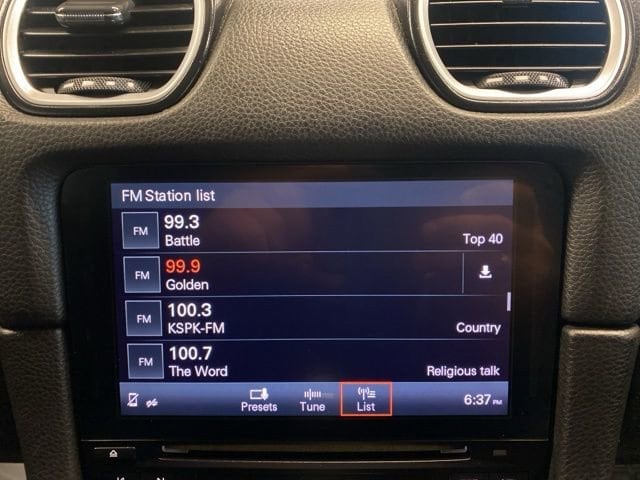 FM Station list
FM 99.3
Battle Top 40
FM 99.9
Golden
FM 100.3
KSPK-FM Country
FM 100.7
The Word Religious talk
Presets Tune List 6:37 PM